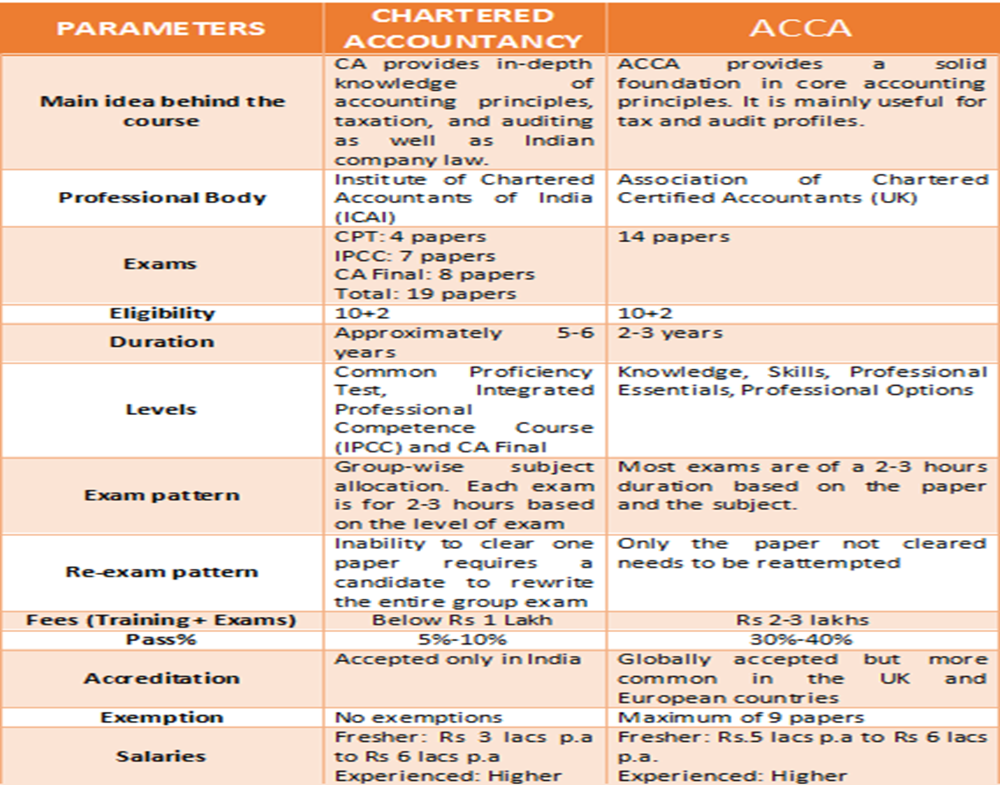 PARAMETERS
CHARTERED
ACCOUNTANCY
ACCA
Main idea behind the
course
CA provides in-depth
knowledge of
accounting principles,
taxation, and auditing
as well as Indian
company law.
ACCA provides a solid
foundation in core accounting
principles. It is mainly useful for
tax and audit profiles.
Professional Body
Institute of Chartered
Accountants of India
(ICAI)
Association of Chartered
Certified Accountants (UK)
Exams
CPT: 4 papers
IPCC: 7 papers
CA Final: 8 papers
Total: 19 papers
14 papers
Eligibility
10+2
10+2
Duration
Approximately 5-6
years
2-3 years
Levels
Common Proficiency
Test, Integrated
Professional
Competence Course
(IPCC) and CA Final
Knowledge, Skills, Professional
Essentials, Professional Options
Exam pattern
Group-wise subject
allocation. Each exam
is for 2-3 hours based
on the level of exam
Most exams are of a 2-3 hours
duration based on the paper
and the subject.
Re-exam pattern
Inability to clear one
paper requires a
candidate to rewrite
the entire group exam
Only the paper not cleared
needs to be reattempted
Fees (Training + Exams)
Below Rs 1 Lakh
Rs 2-3 lakhs
Pass%
5%-10%
30%-40%
Accreditation
Accepted only in India
Globally accepted but more
common in the UK and
European countries
Exemption
No exemptions
Maximum of 9 papers
Salaries
Fresher: Rs 3 lacs p.a
to Rs 6 lacs p.a
Experienced: Higher
Fresher: Rs.5 lacs p.a to Rs 6 lacs
p.a.
Experienced: Higher